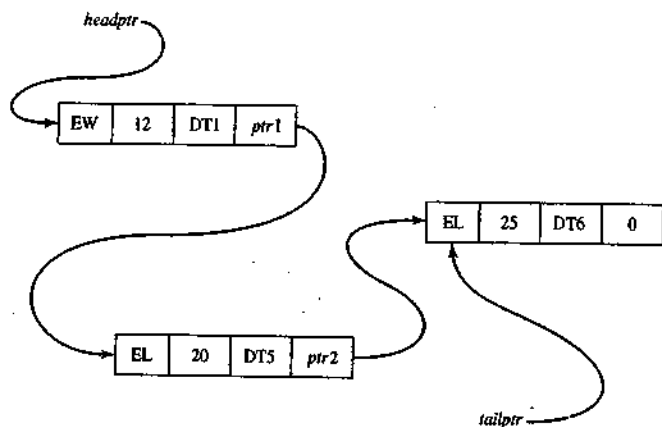 headptr
EW 12 DT1 ptr1
EL 25 DT6 0
EL 20 DT5 ptr2
tailptr